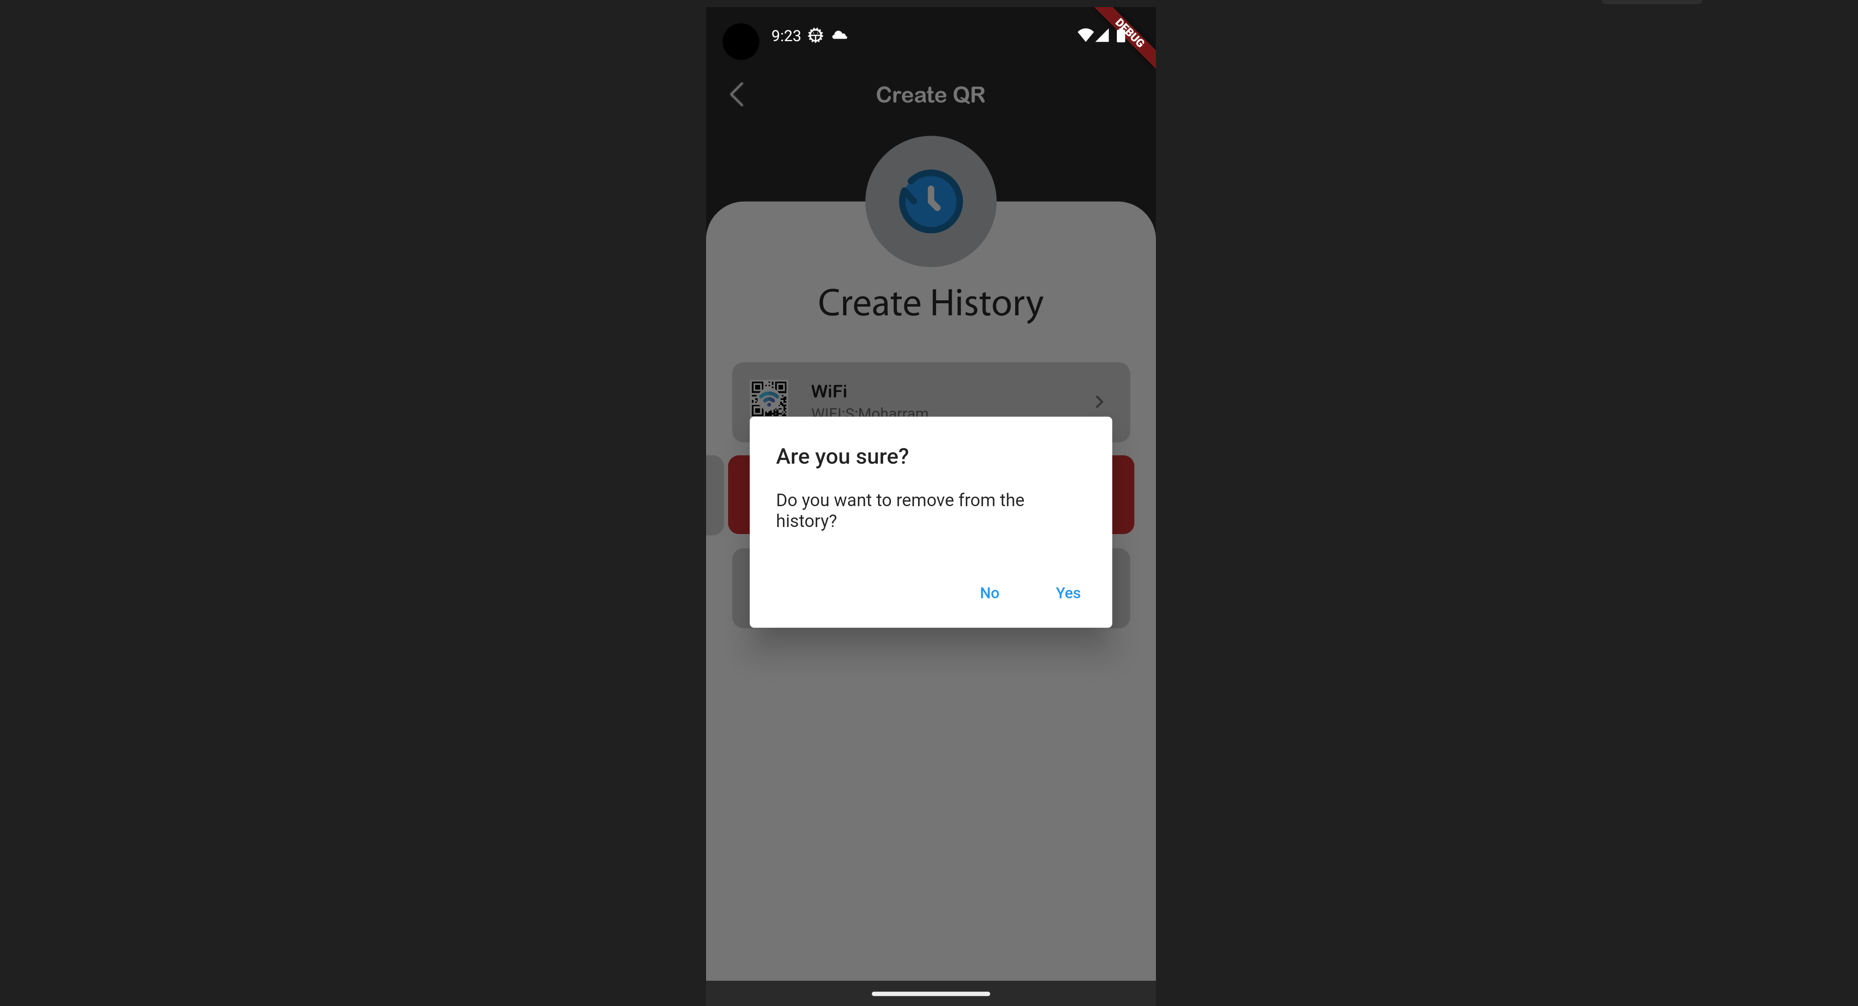 9:23
DEBUG
Create QR
Create History
WiFi
WIFI:S:Moharram
Are you sure?
Do you want to remove from the
history?
No
Yes